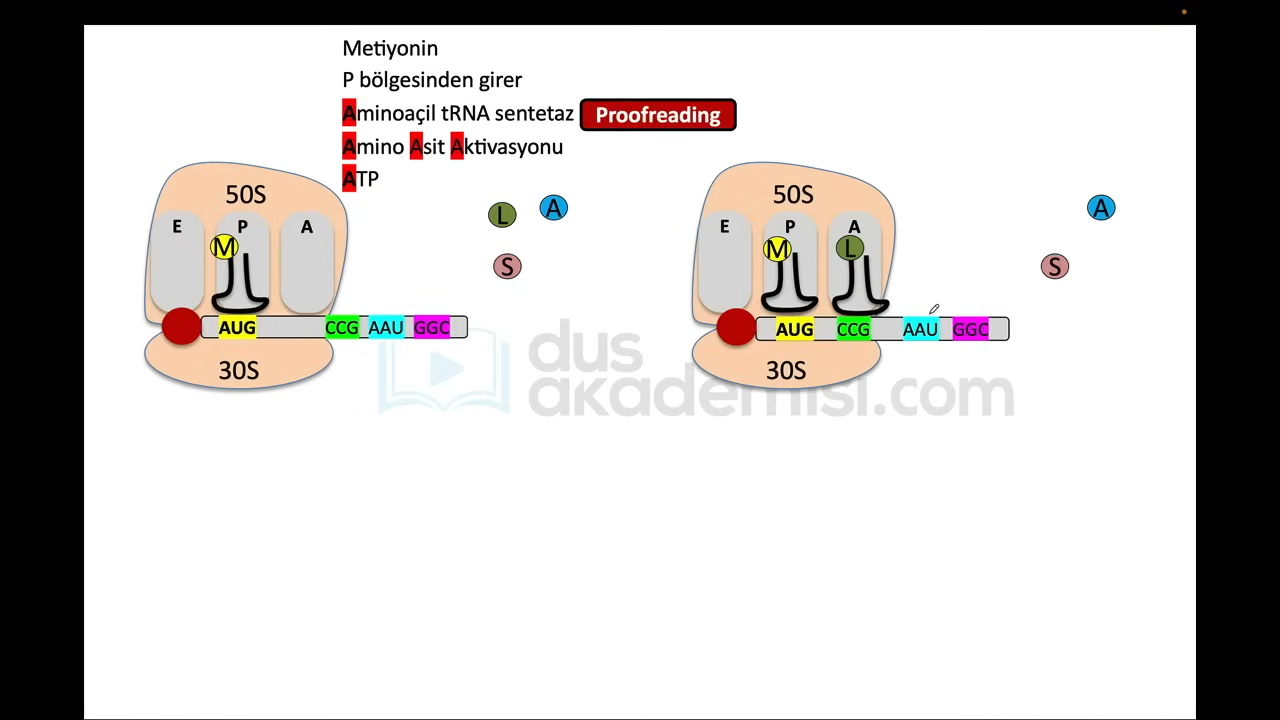 Metiyonin
P bölgesinden girer
Aminoaçil tRNA sentetaz Proofreading
Amino Asit Aktivasyonu
ATP
50S
E P A
M
L A
S
AUG CCG AAU GGC
30S
50S
E P A
M L
A
S
AUG CCG AAU GGC
30S
dus
akademisi.com